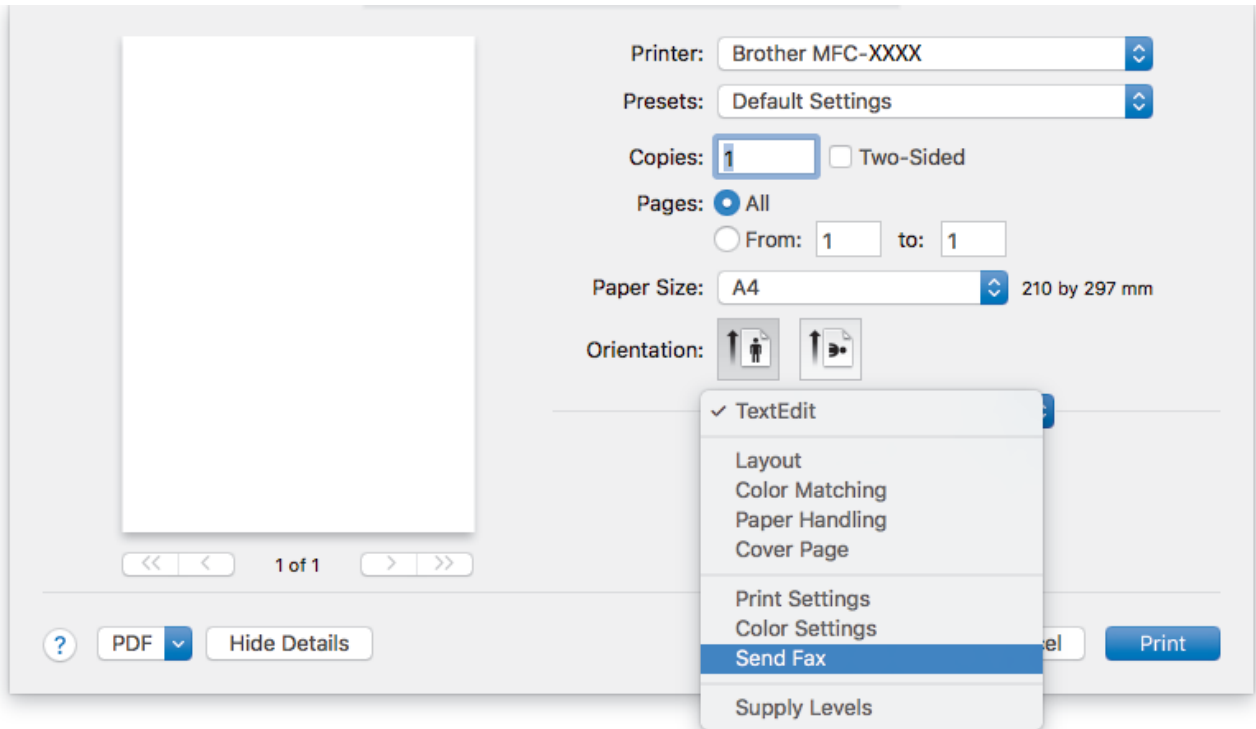 Printer: Brother MFC-XXXX
Presets: Default Settings
Copies: 1 Two-Sided
Pages: All
From: 1 to: 1
Paper Size: A4 210 by 297 mm
Orientation:
TextEdit
Layout
Color Matching
Paper Handling
Cover Page
<< < 1 of 1 > >>
Print Settings
Color Settings
? PDF Hide Details Print
Send Fax
Supply Levels